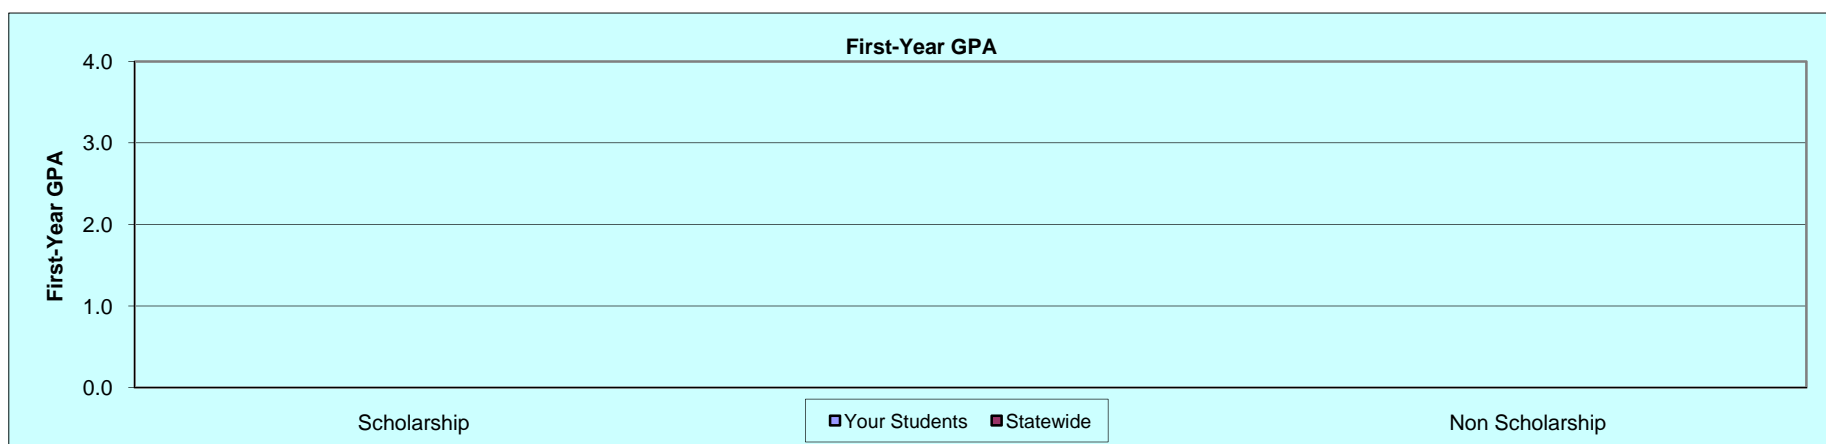 First-Year GPA
First-Year GPA
4.0
3.0
2.0
1.0
0.0
Scholarship
Your Students Statewide
Non Scholarship